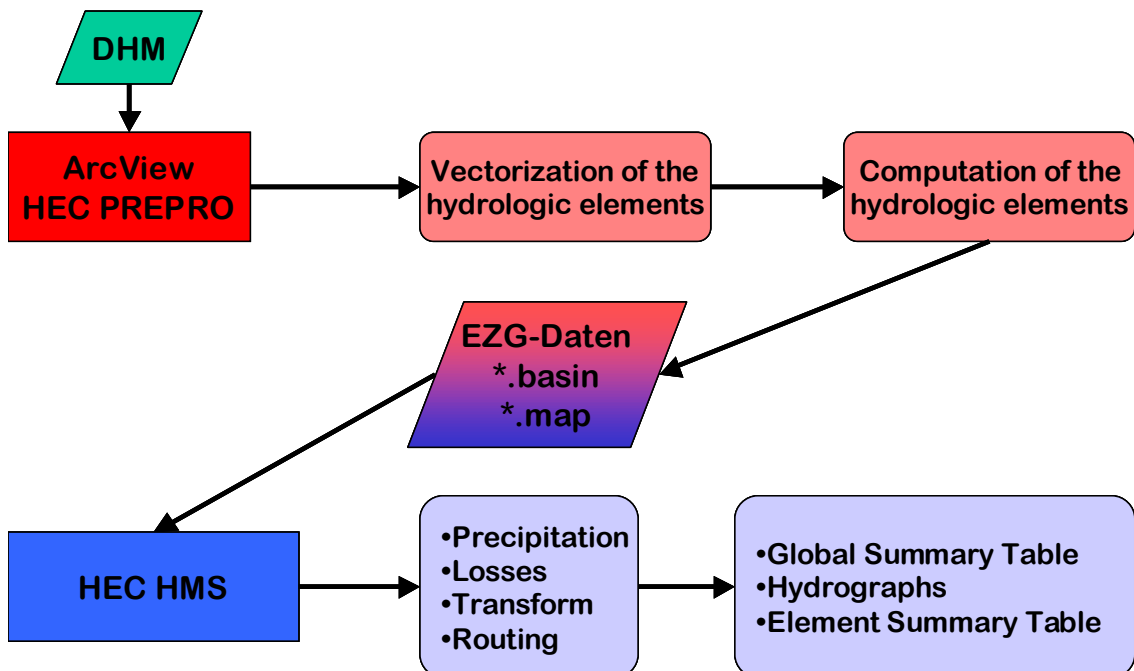 DHM
ArcView
HEC PREPRO
Vectorization of the
hydrologic elements
Computation of the
hydrologic elements
EZG-Daten
*.basin
*.map
HEC HMS
•Precipitation
•Losses
•Transform
•Routing
•Global Summary Table
•Hydrographs
•Element Summary Table